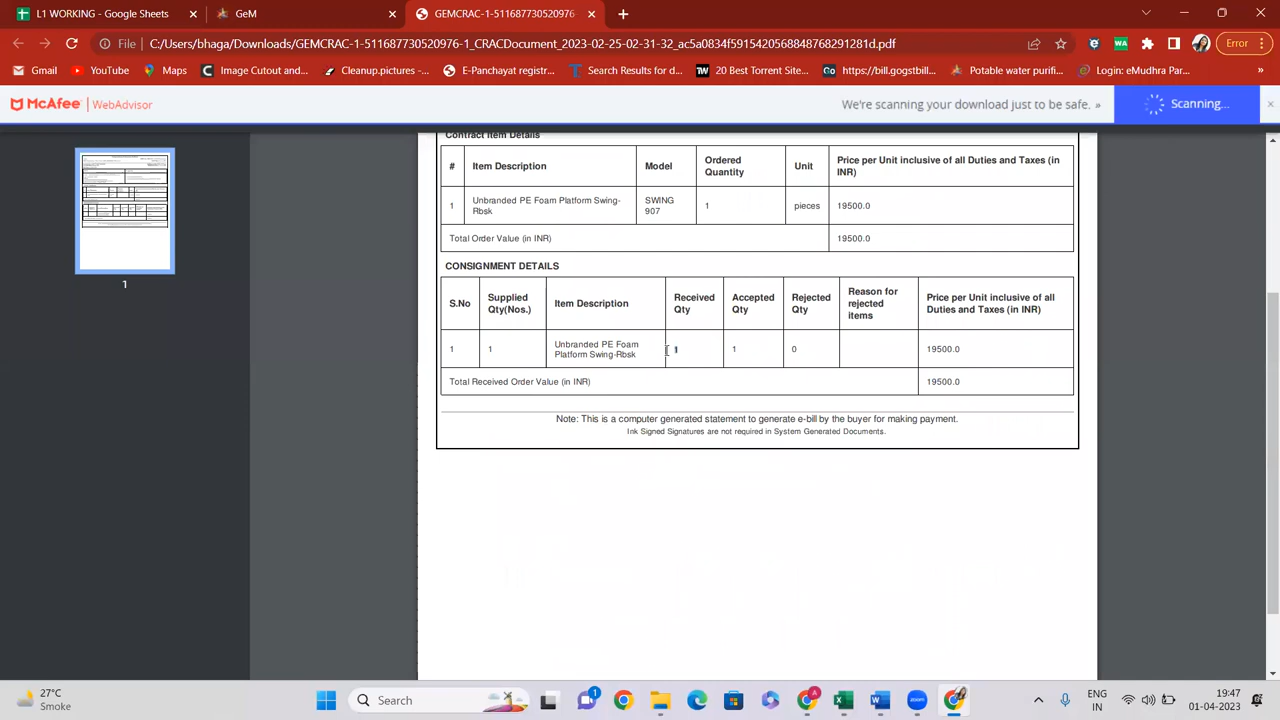 L1 WORKING - Google Sheets
GeM
GEMCRAC-1-511687730520976-1
File
C:/Users/bhaga/Downloads/GEMCRAC-1-511687730520976-1_CRACDocument_2023-02-25-02-31-32_ac5a0834f5915420568848768291281d.pdf
Error
Gmail
YouTube
Maps
Image Cutout and...
Cleanup.pictures -...
E-Panchayat registr...
Search Results for d...
20 Best Torrent Site...
https://bill.gogstbill...
Potable water purifi...
Login: eMudhra Par...
McAfee | WebAdvisor
We're scanning your download just to be safe. »
Scanning...
1
Contract Item Details
# Item Description Model Ordered Quantity Unit Price per Unit inclusive of all Duties and Taxes (in INR)
1 Unbranded PE Foam Platform Swing-Rbsk SWING 907 1 pieces 19500.0
Total Order Value (in INR) 19500.0
CONSIGNMENT DETAILS
S.No Supplied Qty(Nos.) Item Description Received Qty Accepted Qty Rejected Qty Reason for rejected items Price per Unit inclusive of all Duties and Taxes (in INR)
1 1 Unbranded PE Foam Platform Swing-Rbsk 1 1 0 19500.0
Total Received Order Value (in INR) 19500.0
Note: This is a computer generated statement to generate e-bill by the buyer for making payment.
Ink Signed Signatures are not required in System Generated Documents.
27°C
Smoke
Search
1
ENG
IN
19:47
01-04-2023